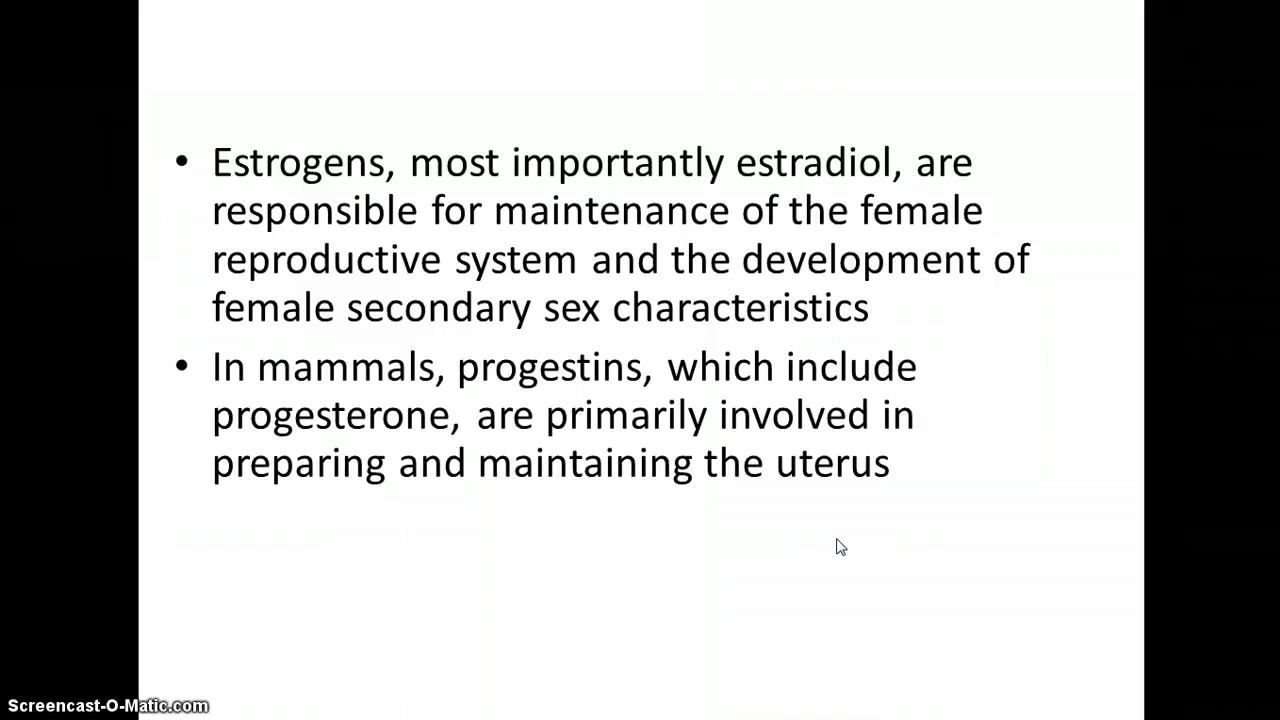 • Estrogens, most importantly estradiol, are
responsible for maintenance of the female
reproductive system and the development of
female secondary sex characteristics
• In mammals, progestins, which include
progesterone, are primarily involved in
preparing and maintaining the uterus
Screencast-O-Matic.com